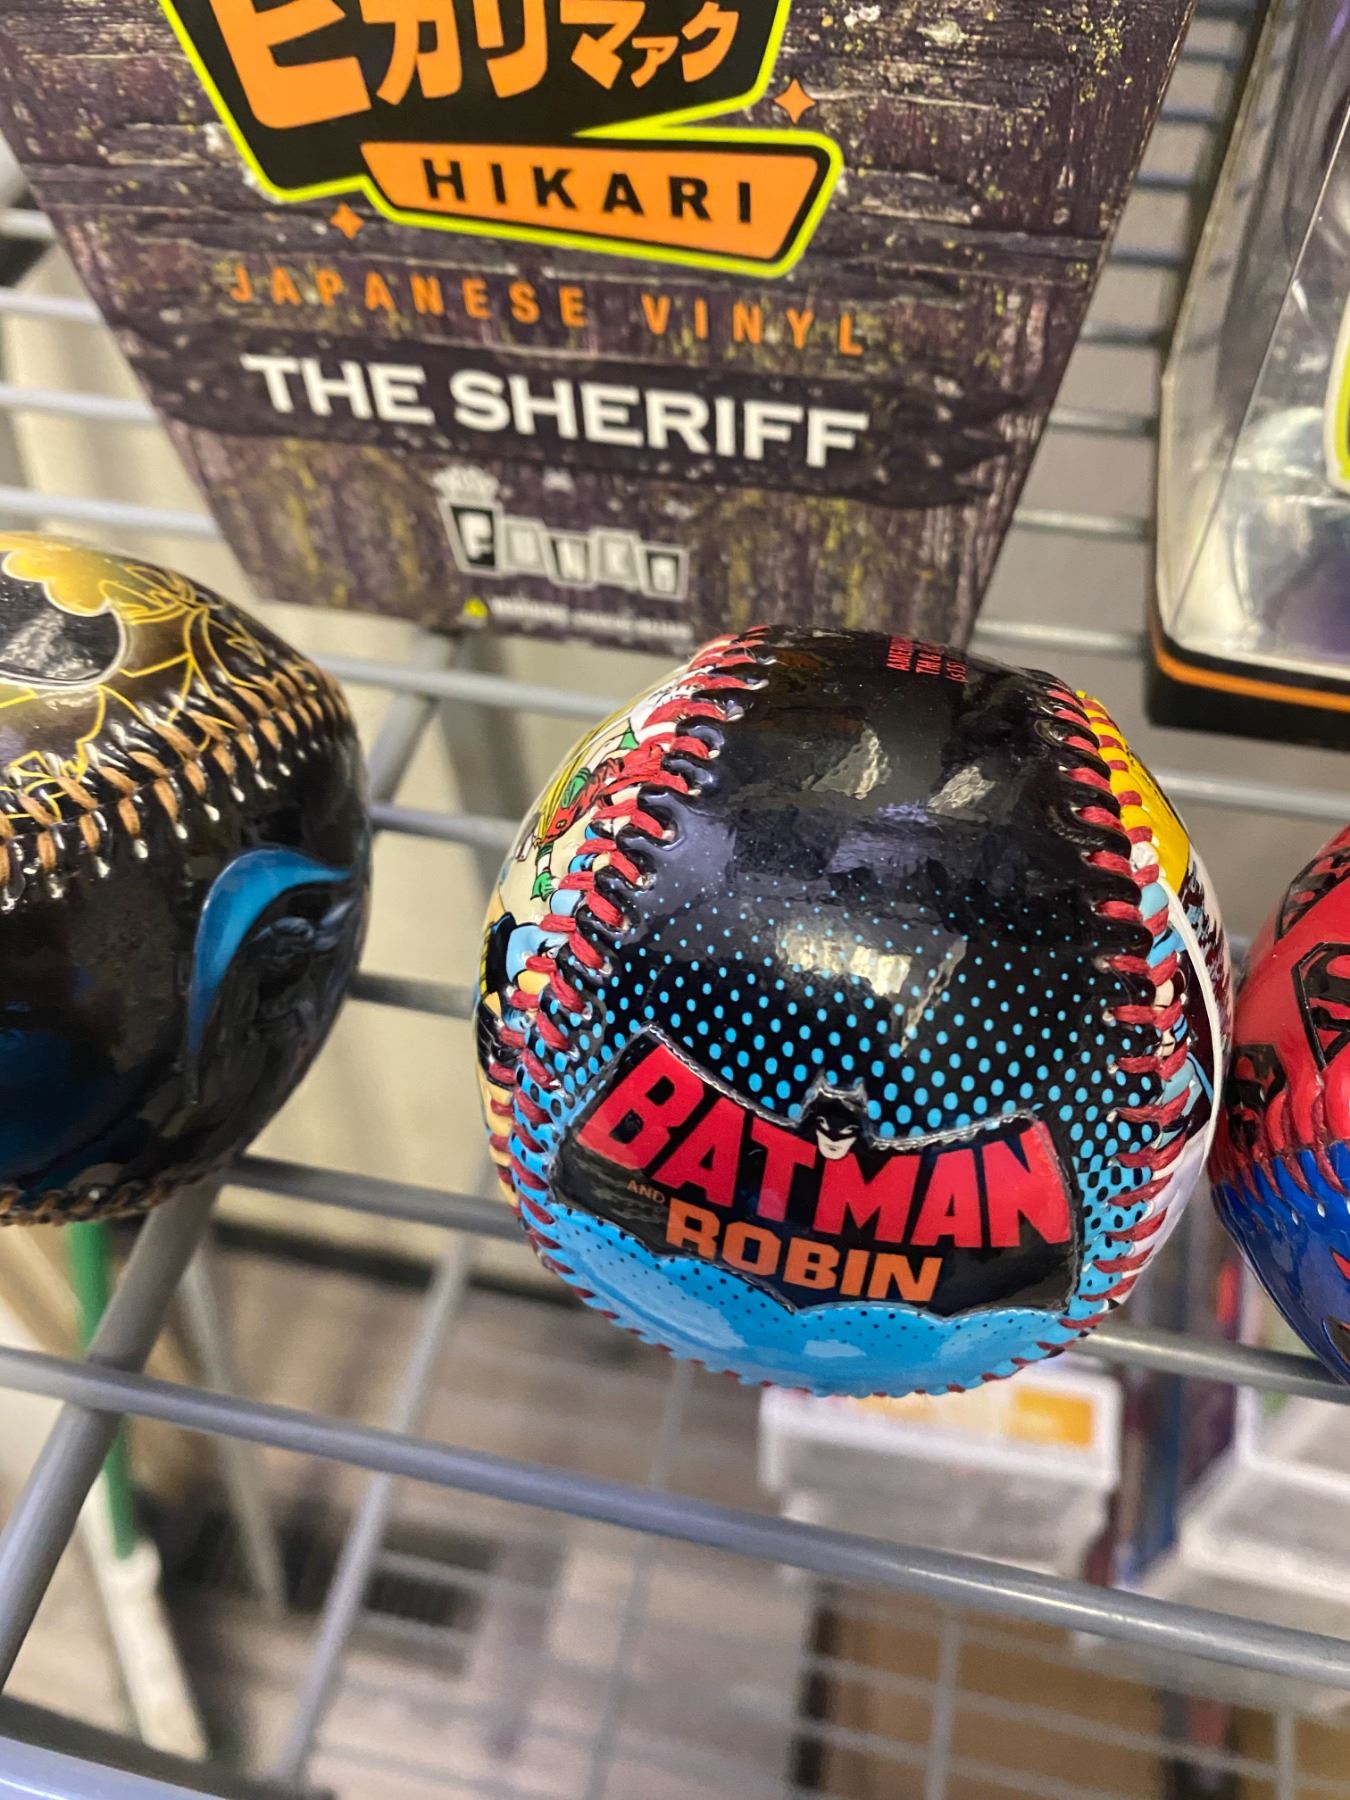 ヒカリマァク
HIKARI
JAPANESE VINYL
THE SHERIFF
FUNKO
BATMAN
AND
ROBIN